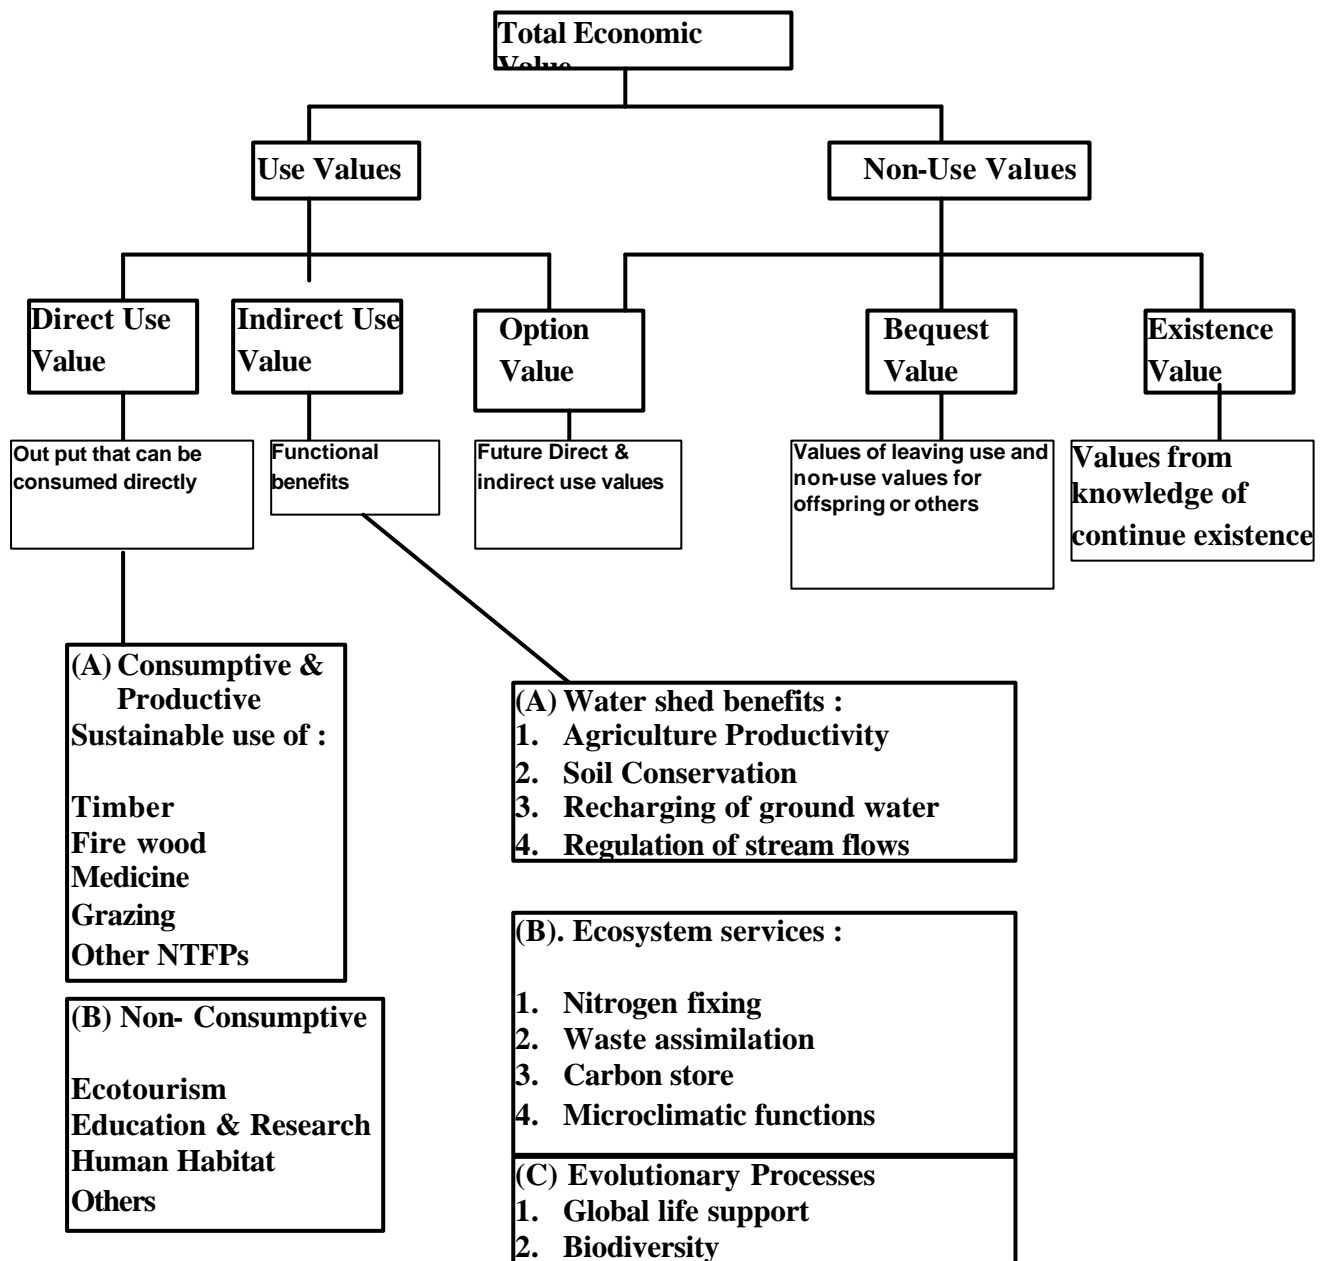 Total Economic
Value
Use Values
Non-Use Values
Direct Use
Value
Indirect Use
Value
Option
Value
Bequest
Value
Existence
Value
Out put that can be
consumed directly
Functional
benefits
Future Direct &
indirect use values
Values of leaving use and
non-use values for
offspring or others
Values from
knowledge of
continue existence
(A) Consumptive &
Productive
Sustainable use of :
Timber
Fire wood
Medicine
Grazing
Other NTFPs
(B) Non- Consumptive
Ecotourism
Education & Research
Human Habitat
Others
(A) Water shed benefits :
1. Agriculture Productivity
2. Soil Conservation
3. Recharging of ground water
4. Regulation of stream flows
(B). Ecosystem services :
1. Nitrogen fixing
2. Waste assimilation
3. Carbon store
4. Microclimatic functions
(C) Evolutionary Processes
1. Global life support
2. Biodiversity